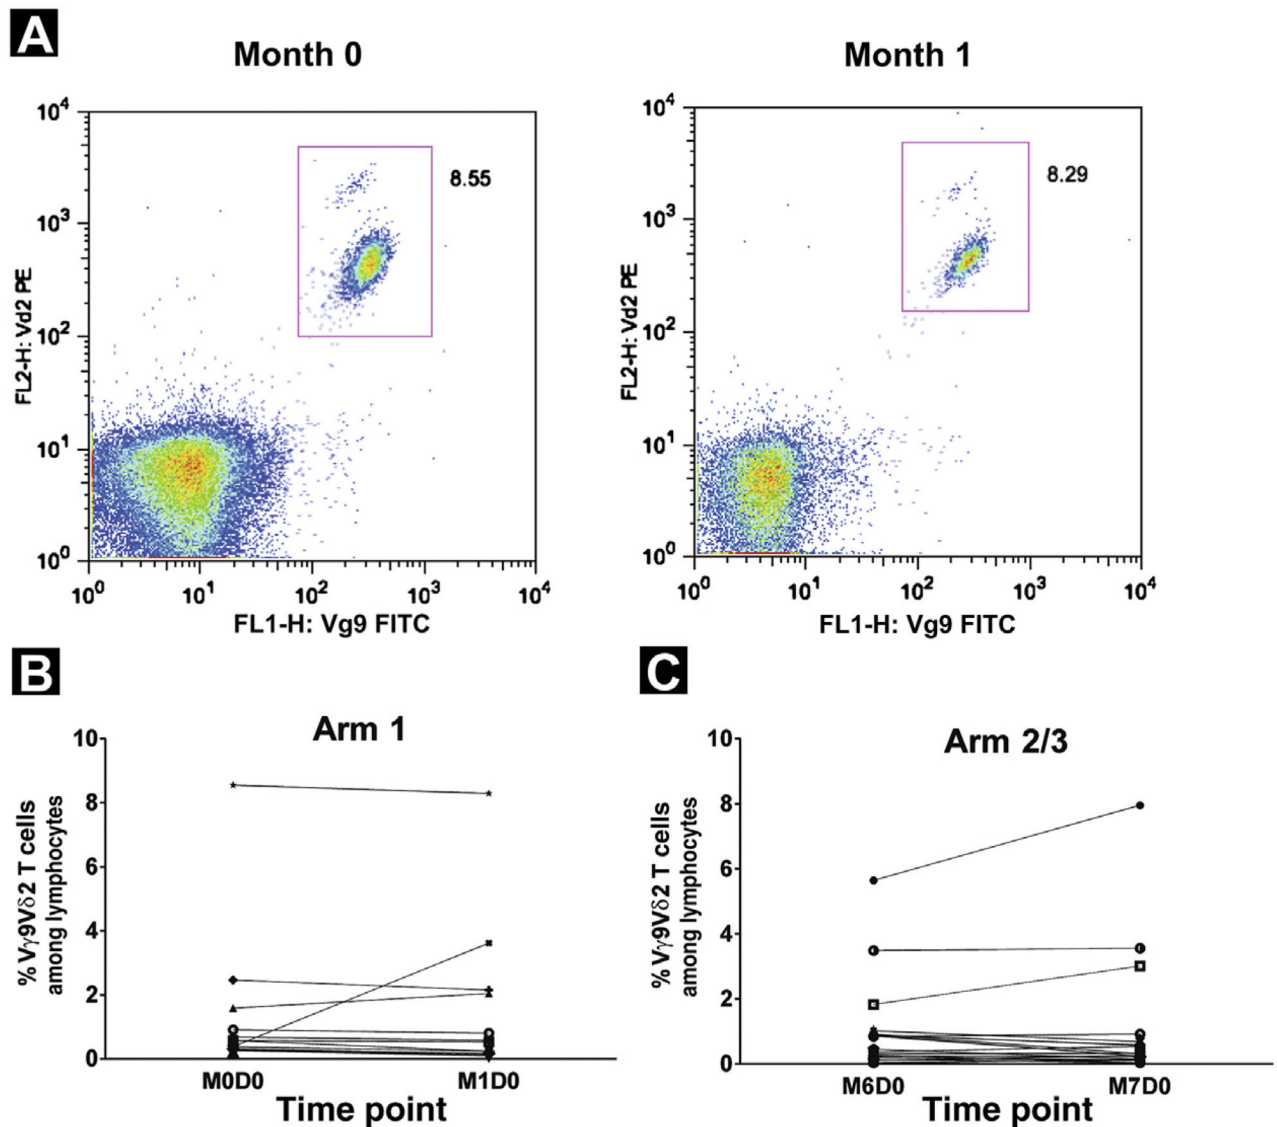 A
Month 0
Month 1
10⁴
10³
10²
10¹
10⁰
FL2-H: Vd2 PE
8.55
10⁰ 10¹ 10² 10³ 10⁴
FL1-H: Vg9 FITC
10⁴
10³
10²
10¹
10⁰
FL2-H: Vd2 PE
8.29
10⁰ 10¹ 10² 10³ 10⁴
FL1-H: Vg9 FITC
B
Arm 1
10
8
6
4
2
0
% Vγ9Vδ2 T cells
among lymphocytes
M0D0 M1D0
Time point
C
Arm 2/3
10
8
6
4
2
0
% Vγ9Vδ2 T cells
among lymphocytes
M6D0 M7D0
Time point